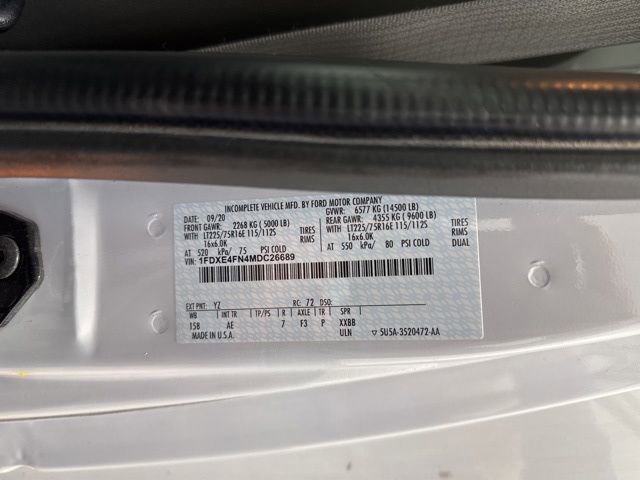 INCOMPLETE VEHICLE MFD. BY FORD MOTOR COMPANY
DATE: 09/20 GVWR: 6577 KG (14500 LB)
FRONT GAWR: 2268 KG ( 5000 LB) REAR GAWR: 4355 KG ( 9600 LB)
WITH LT225/75R16E 115/112S TIRES WITH LT225/75R16E 115/112S TIRES
16x6.0K RIMS 16x6.0K RIMS
AT 520 kPa/ 75 PSI COLD AT 550 kPa/ 80 PSI COLD
VIN: 1FDXE4FN4MDC26689
EXT PNT: YZ RC: 72 DSO:
WB INT TR TP/PS R AXLE TR SPR
158 AE 7 F3 P XXBB
MADE IN U.S.A. ULN 5U5A-3520472-AA